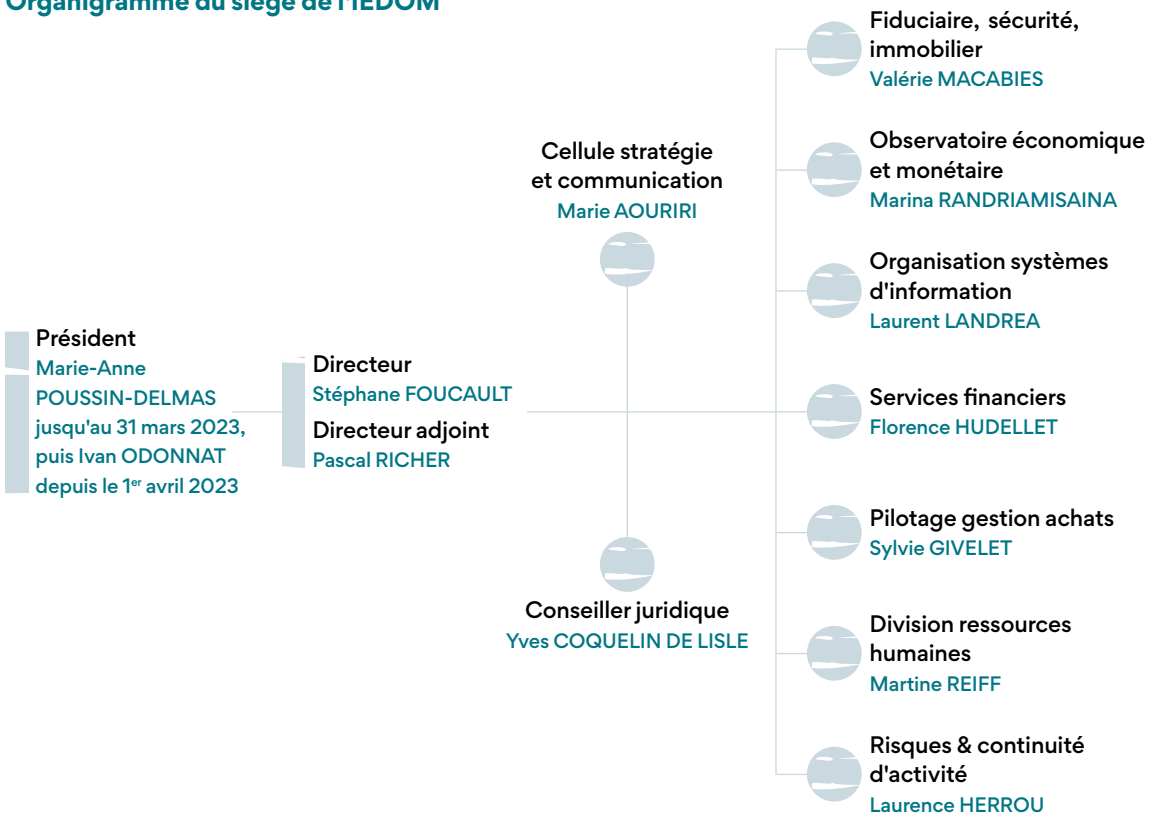 Organigramme du siège de l'IEDOM
Président
Marie-Anne
POUSSIN-DELMAS
jusqu'au 31 mars 2023,
puis Ivan ODONNAT
depuis le 1er avril 2023
Directeur
Stéphane FOUCAULT
Directeur adjoint
Pascal RICHER
Cellule stratégie
et communication
Marie AOURIRI
Conseiller juridique
Yves COQUELIN DE LISLE
Fiduciaire, sécurité,
immobilier
Valérie MACABIES
Observatoire économique
et monétaire
Marina RANDRIAMISAINA
Organisation systèmes
d'information
Laurent LANDREA
Services financiers
Florence HUDELLET
Pilotage gestion achats
Sylvie GIVELET
Division ressources
humaines
Martine REIFF
Risques & continuité
d'activité
Laurence HERROU